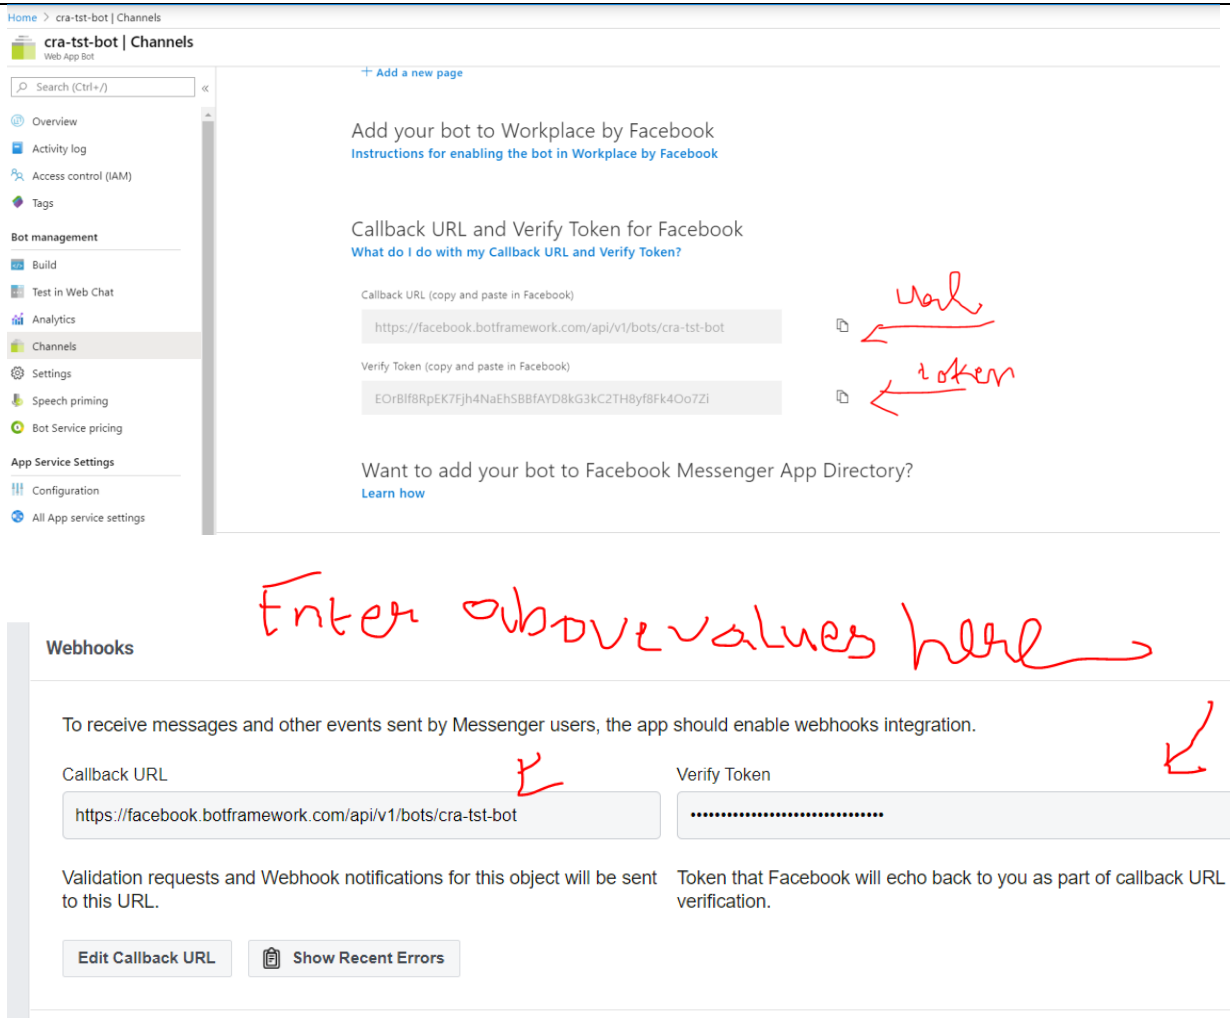 Home > cra-tst-bot | Channels
cra-tst-bot | Channels
Web App Bot
Search (Ctrl+/)
«
Overview
Activity log
Access control (IAM)
Tags
Bot management
Build
Test in Web Chat
Analytics
Channels
Settings
Speech priming
Bot Service pricing
App Service Settings
Configuration
All App service settings
+ Add a new page
Add your bot to Workplace by Facebook
Instructions for enabling the bot in Workplace by Facebook
Callback URL and Verify Token for Facebook
What do I do with my Callback URL and Verify Token?
Callback URL (copy and paste in Facebook)
https://facebook.botframework.com/api/v1/bots/cra-tst-bot
url
Verify Token (copy and paste in Facebook)
EOrBlf8RpEK7Fjh4NaEhSBBfAYD8kG3kC2TH8yf8Fk4Oo7Zi
token
Want to add your bot to Facebook Messenger App Directory?
Learn how
Enter above values here
Webhooks
To receive messages and other events sent by Messenger users, the app should enable webhooks integration.
Callback URL
https://facebook.botframework.com/api/v1/bots/cra-tst-bot
Validation requests and Webhook notifications for this object will be sent
to this URL.
Verify Token
••••••••••••••••••••••••••••••••
Token that Facebook will echo back to you as part of callback URL
verification.
Edit Callback URL
Show Recent Errors